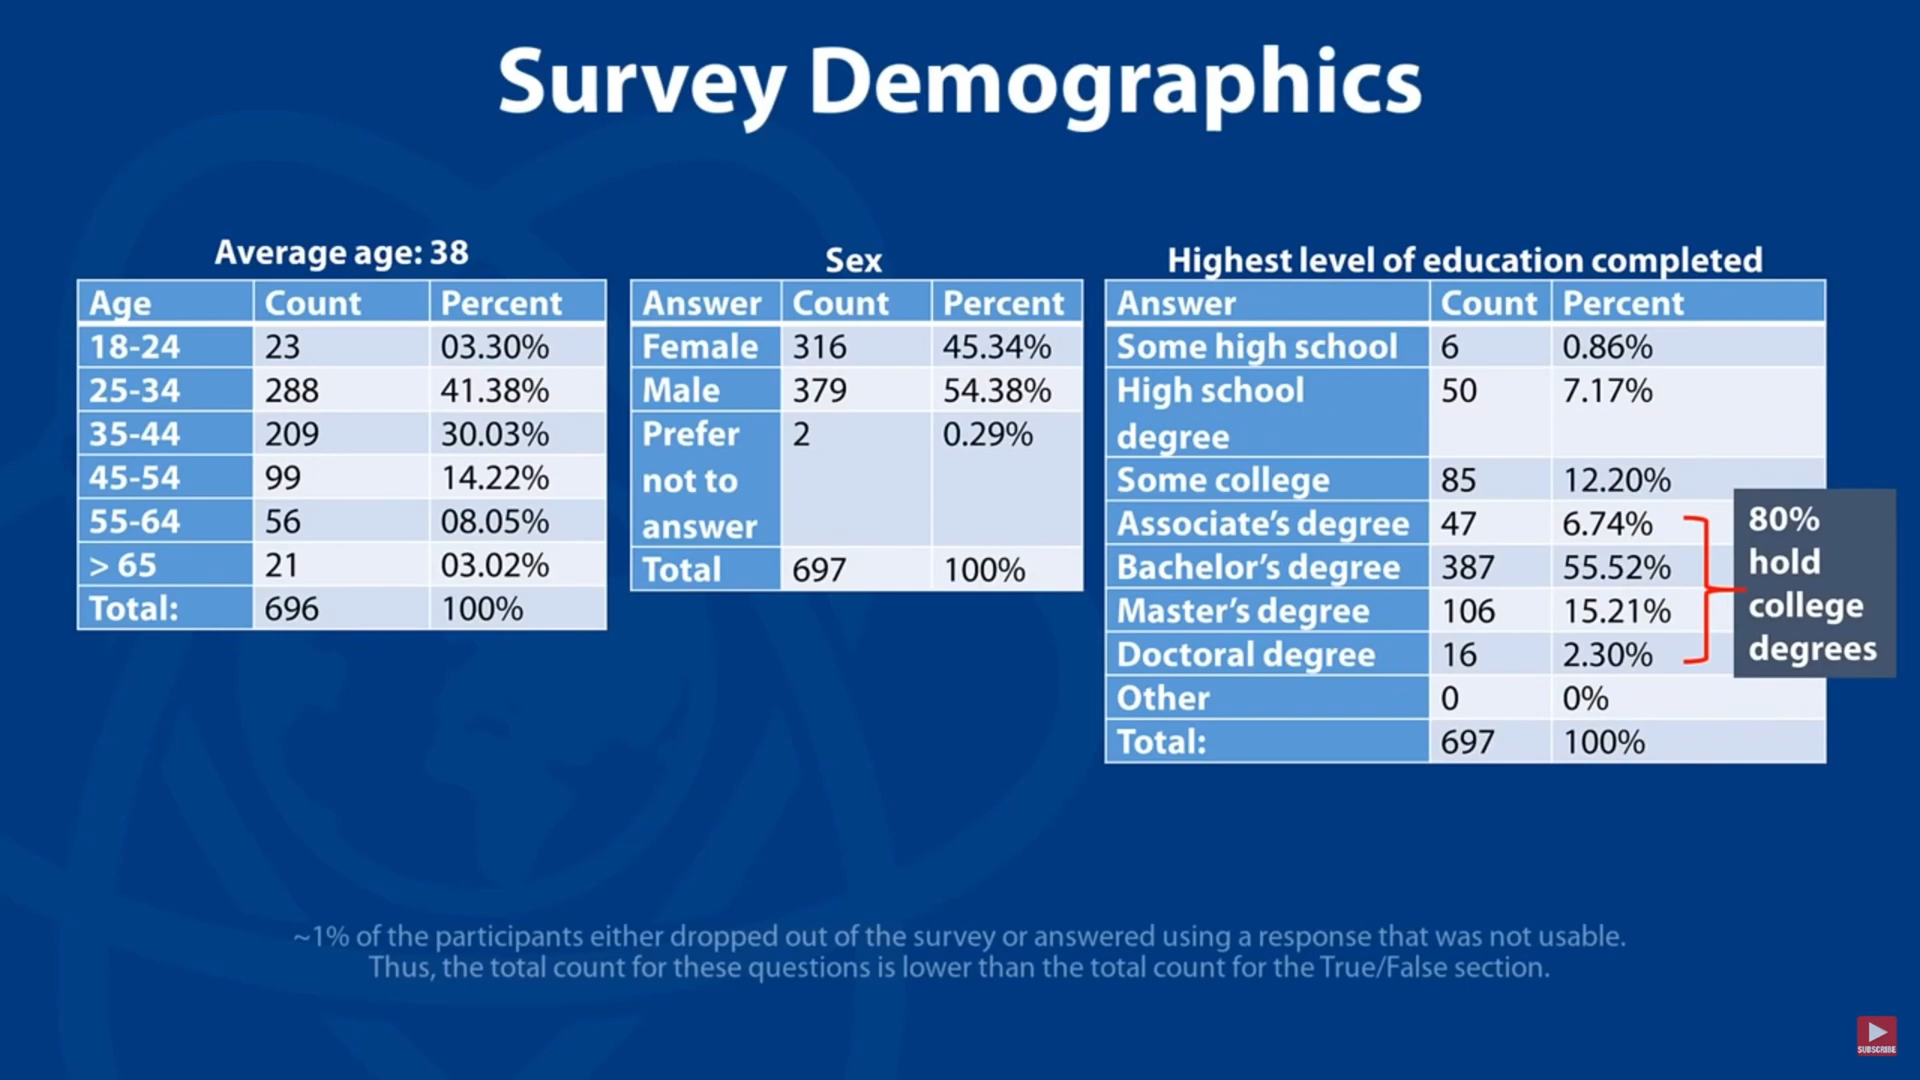 Survey Demographics
Average age: 38
Age Count Percent
18-24 23 03.30%
25-34 288 41.38%
35-44 209 30.03%
45-54 99 14.22%
55-64 56 08.05%
> 65 21 03.02%
Total: 696 100%
Sex
Answer Count Percent
Female 316 45.34%
Male 379 54.38%
Prefer 2 0.29%
not to
answer
Total 697 100%
Highest level of education completed
Answer Count Percent
Some high school 6 0.86%
High school 50 7.17%
degree
Some college 85 12.20%
Associate's degree 47 6.74%
Bachelor's degree 387 55.52%
Master's degree 106 15.21%
Doctoral degree 16 2.30%
Other 0 0%
Total: 697 100%
80%
hold
college
degrees
~1% of the participants either dropped out of the survey or answered using a response that was not usable.
Thus, the total count for these questions is lower than the total count for the True/False section.
SUBSCRIBE